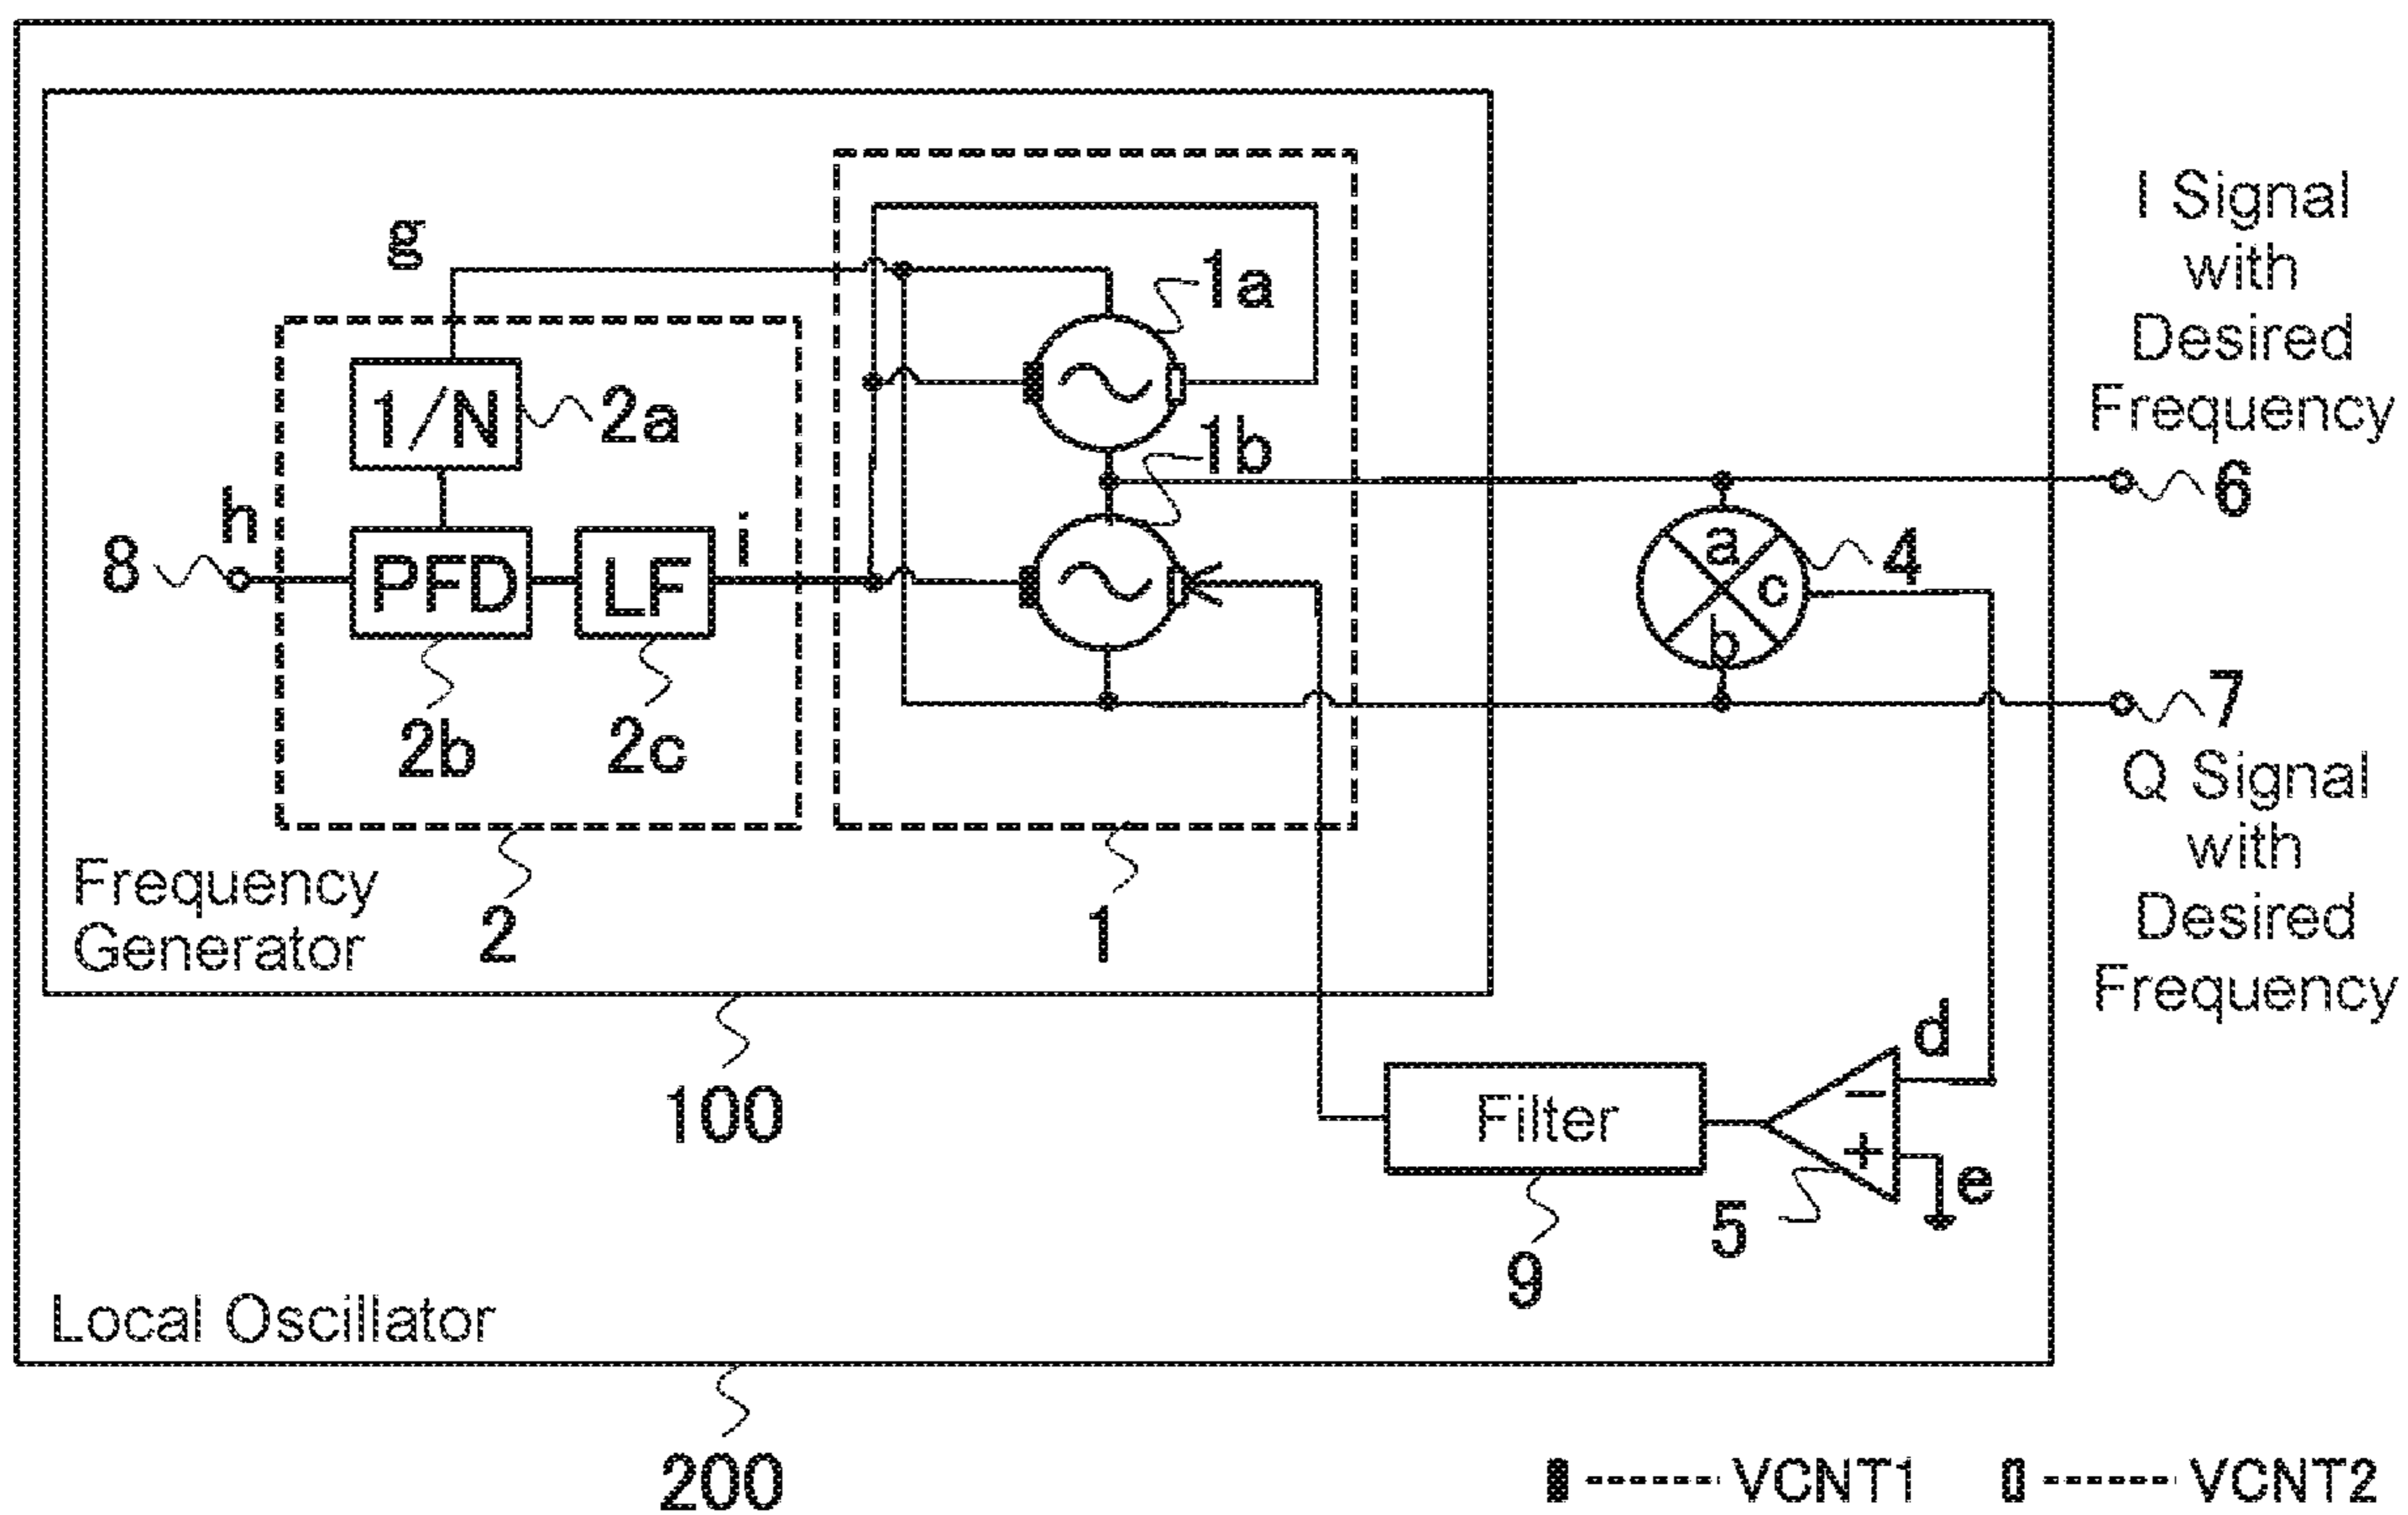 g
1a
I Signal
with
Desired
Frequency
1/N
2a
1b
6
h
8
PFD
LF
i
a
c
b
4
2b
2c
7
Q Signal
with
Desired
Frequency
Frequency
Generator
2
1
d
100
Filter
−
+
e
5
9
Local Oscillator
200
VCNT1
VCNT2